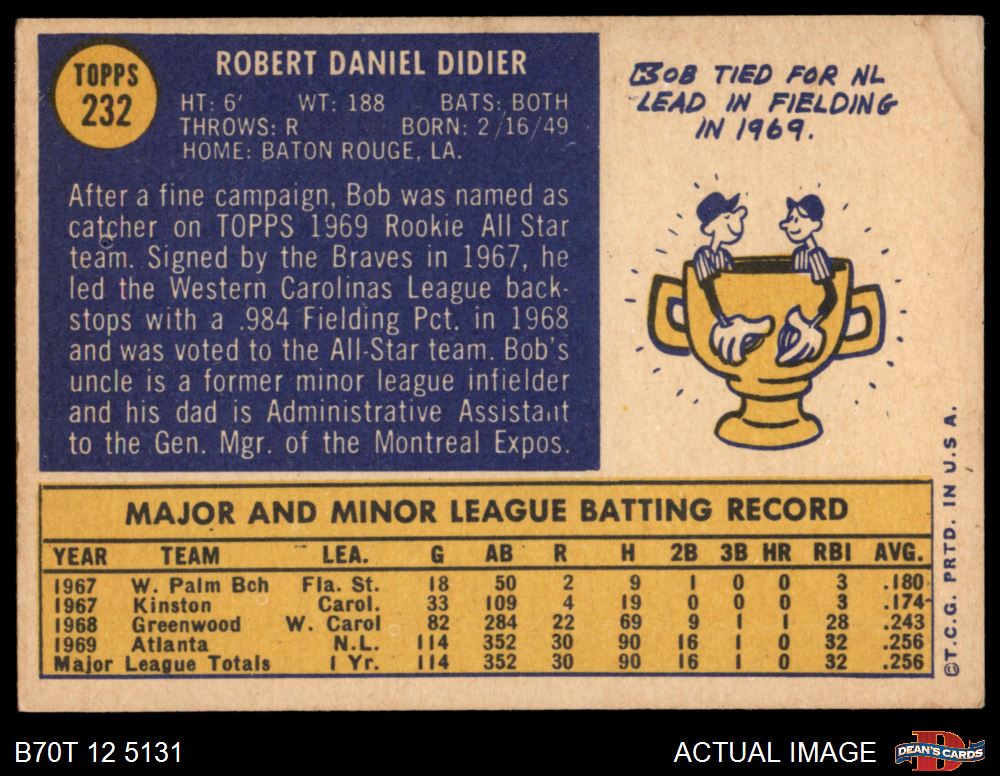 TOPPS
232
ROBERT DANIEL DIDIER
HT: 6' WT: 188 BATS: BOTH
THROWS: R BORN: 2/16/49
HOME: BATON ROUGE, LA.
After a fine campaign, Bob was named as
catcher on TOPPS 1969 Rookie All Star
team. Signed by the Braves in 1967, he
led the Western Carolinas League back-
stops with a .984 Fielding Pct. in 1968
and was voted to the All-Star team. Bob's
uncle is a former minor league infielder
and his dad is Administrative Assistant
to the Gen. Mgr. of the Montreal Expos.
BOB TIED FOR NL
LEAD IN FIELDING
IN 1969.
MAJOR AND MINOR LEAGUE BATTING RECORD
YEAR TEAM LEA. G AB R H 2B 3B HR RBI AVG.
1967 W. Palm Bch Fla. St. 18 50 2 9 1 0 0 3 .180
1967 Kinston Carol. 33 109 4 19 0 0 0 3 .174
1968 Greenwood W. Carol 82 284 22 69 9 1 1 28 .243
1969 Atlanta N.L. 114 352 30 90 16 1 0 32 .256
Major League Totals 1 Yr. 114 352 30 90 16 1 0 32 .256
©T.C.G. PRTD. IN U.S A.
B70T 12 5131
ACTUAL IMAGE
DEAN'S CARDS